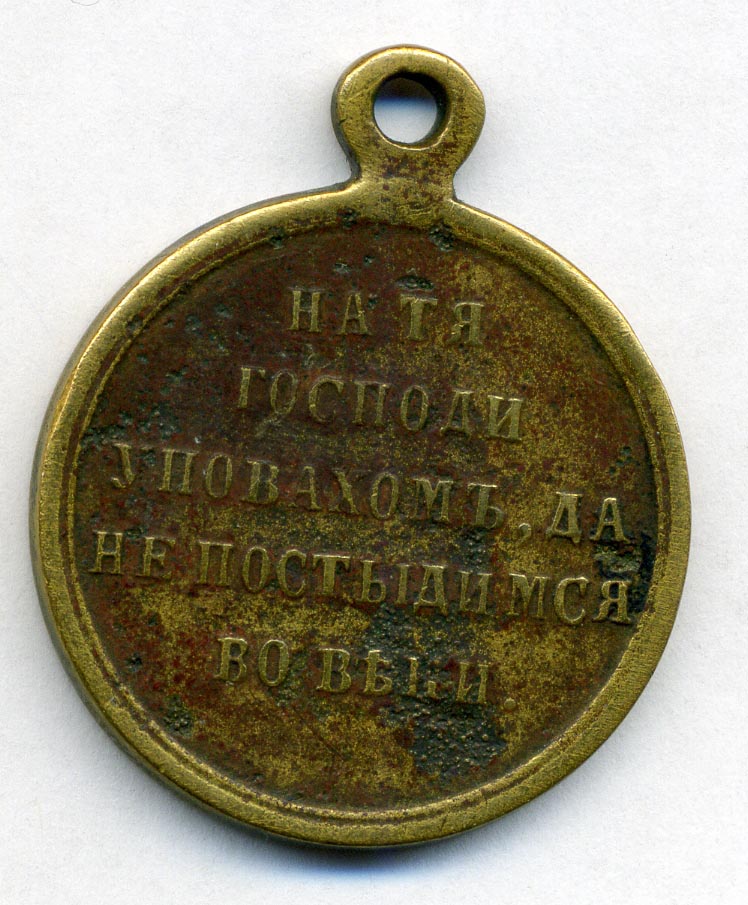 НА ТЯ
ГОСПОДИ
УПОВАХОМЪ, ДА
НЕ ПОСТЫДИМСЯ
ВО ВѢКИ.